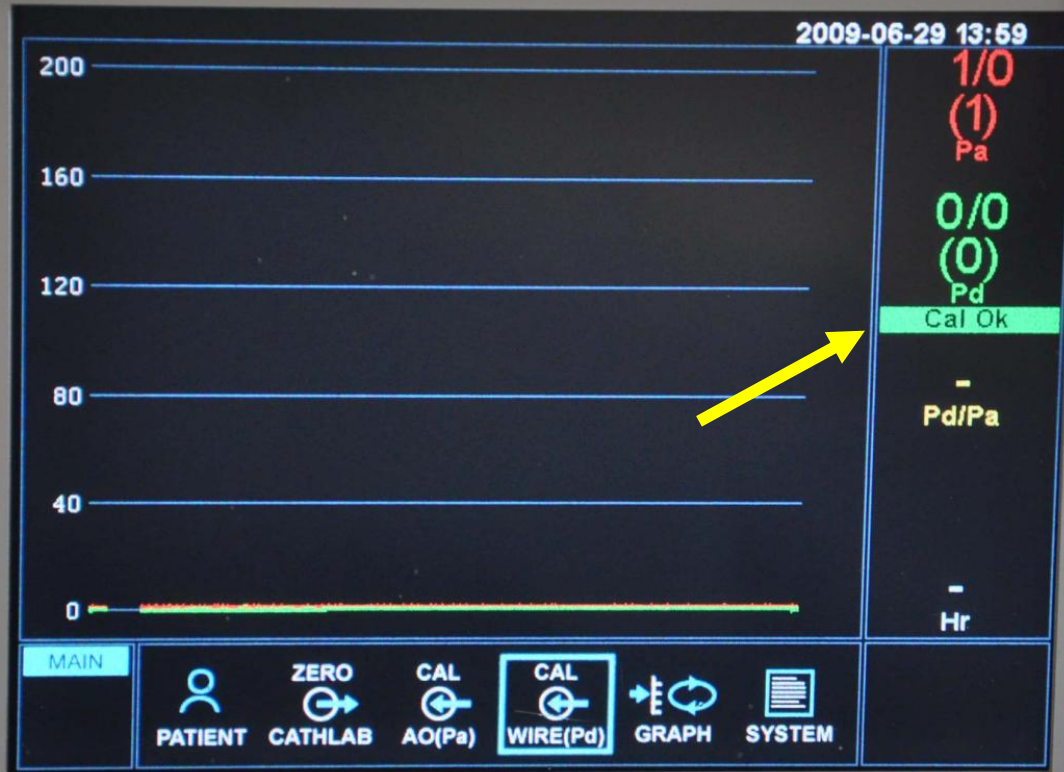 2009-06-29 13:59
200
160
120
80
40
0
1/0
(1)
Pa
0/0
(0)
Pd
Cal Ok
-
Pd/Pa
-
Hr
MAIN
PATIENT
ZERO
CATHLAB
CAL
AO(Pa)
CAL
WIRE(Pd)
GRAPH
SYSTEM